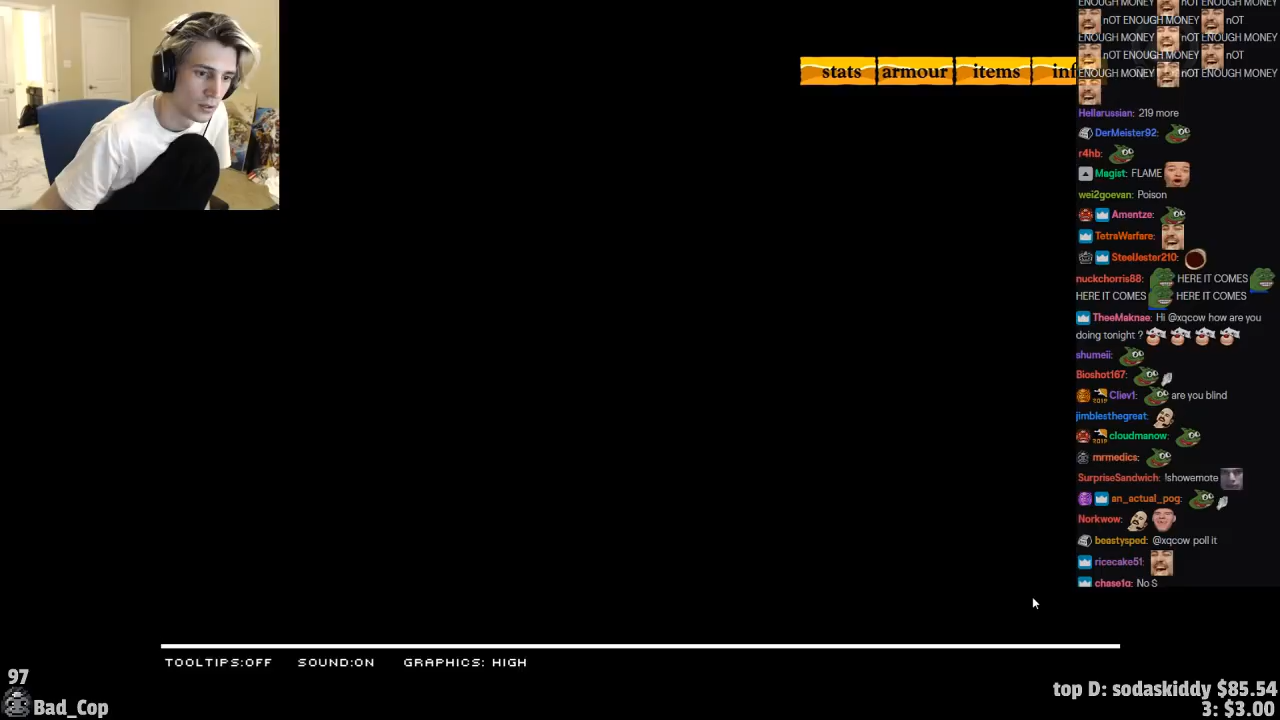 ENOUGH MONEY nOT ENOUGH MONEY
nOT ENOUGH MONEY nOT
ENOUGH MONEY nOT ENOUGH MONEY
nOT ENOUGH MONEY nOT
ENOUGH MONEY nOT ENOUGH MONEY
stats armour items inf
Hellarussian: 219 more
DerMeister92:
r4hb:
Magist: FLAME
wei2goevan: Poison
Amentze:
TetraWarfare:
SteelJester210:
nuckchorris88: HERE IT COMES
HERE IT COMES HERE IT COMES
TheeMaknae: Hi @xqcow how are you
doing tonight ?
shumeii:
Bioshot167:
Cliev1: are you blind
jimblesthegreat:
cloudmanow:
mrmedics:
SurpriseSandwich: !showemote
an_actual_pog:
Norkwow:
beastysped: @xqcow poll it
ricecake51:
chase1a: No $
TOOLTIPS:OFF SOUND:ON GRAPHICS: HIGH
97
Bad_Cop
top D: sodaskiddy $85.54
3: $3.00